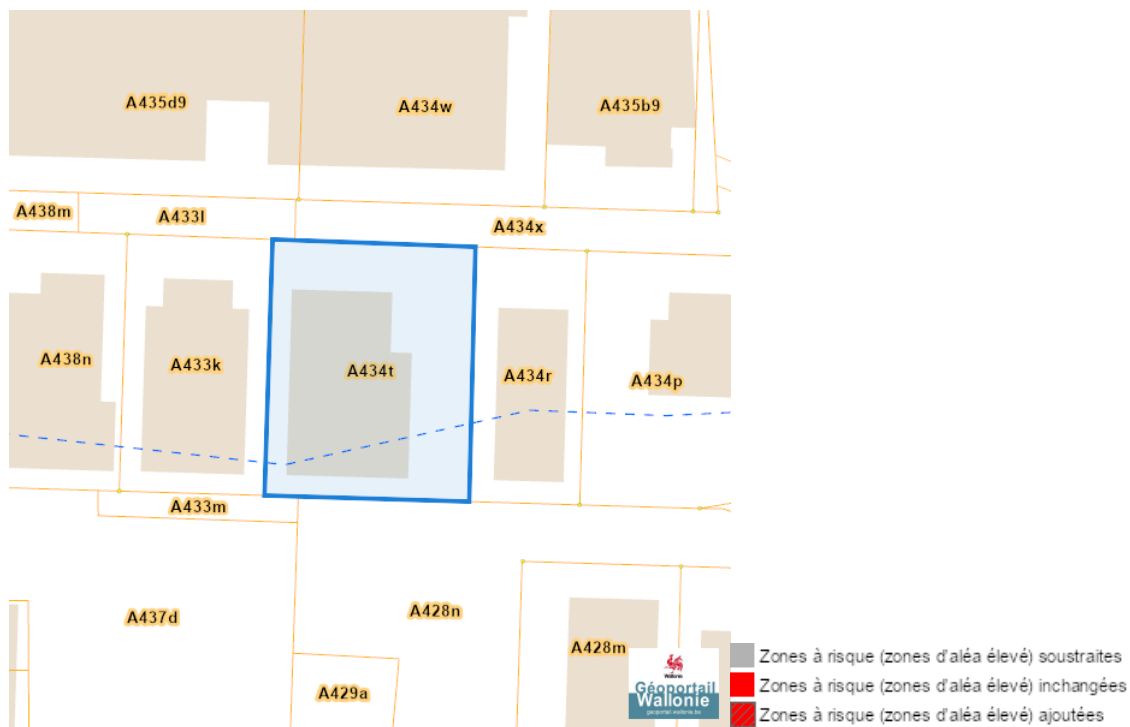 A435d9
A434w
A435b9
A438m
A433l
A434x
A438n
A433k
A434t
A434r
A434p
A433m
A437d
A428n
A428m
A429a
Wallonie
Géoportail
Wallonie
geoportail.wallonie.be
Zones à risque (zones d'aléa élevé) soustraites
Zones à risque (zones d'aléa élevé) inchangées
Zones à risque (zones d'aléa élevé) ajoutées